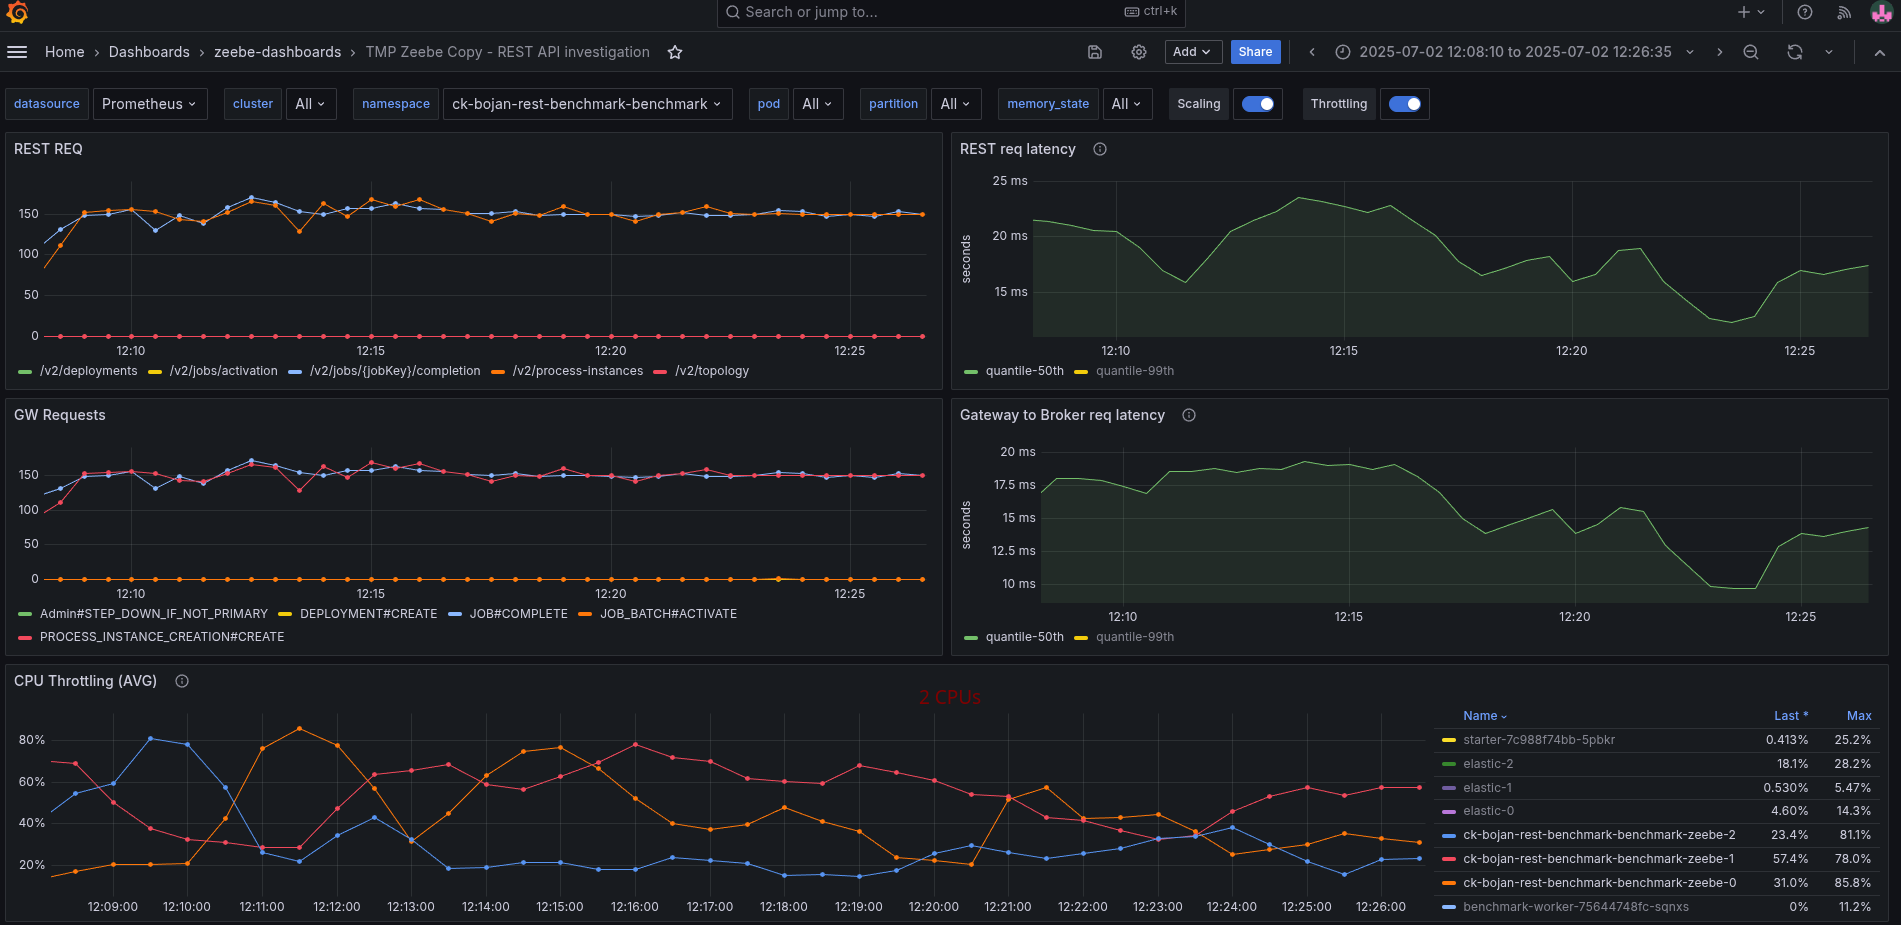 Search or jump to... ctrl+k
Home › Dashboards › zeebe-dashboards › TMP Zeebe Copy - REST API investigation
Add Share 2025-07-02 12:08:10 to 2025-07-02 12:26:35
datasource Prometheus cluster All namespace ck-bojan-rest-benchmark-benchmark pod All partition All memory_state All Scaling Throttling
REST REQ
150
100
50
0
12:10 12:15 12:20 12:25
/v2/deployments /v2/jobs/activation /v2/jobs/{jobKey}/completion /v2/process-instances /v2/topology
REST req latency
seconds
25 ms
20 ms
15 ms
12:10 12:15 12:20 12:25
quantile-50th quantile-99th
GW Requests
150
100
50
0
12:10 12:15 12:20 12:25
Admin#STEP_DOWN_IF_NOT_PRIMARY DEPLOYMENT#CREATE JOB#COMPLETE JOB_BATCH#ACTIVATE
PROCESS_INSTANCE_CREATION#CREATE
Gateway to Broker req latency
seconds
20 ms
17.5 ms
15 ms
12.5 ms
10 ms
12:10 12:15 12:20 12:25
quantile-50th quantile-99th
CPU Throttling (AVG)
2 CPUs
80%
60%
40%
20%
12:09:00 12:10:00 12:11:00 12:12:00 12:13:00 12:14:00 12:15:00 12:16:00 12:17:00 12:18:00 12:19:00 12:20:00 12:21:00 12:22:00 12:23:00 12:24:00 12:25:00 12:26:00
Name Last * Max
starter-7c988f74bb-5pbkr 0.413% 25.2%
elastic-2 18.1% 28.2%
elastic-1 0.530% 5.47%
elastic-0 4.60% 14.3%
ck-bojan-rest-benchmark-benchmark-zeebe-2 23.4% 81.1%
ck-bojan-rest-benchmark-benchmark-zeebe-1 57.4% 78.0%
ck-bojan-rest-benchmark-benchmark-zeebe-0 31.0% 85.8%
benchmark-worker-75644748fc-sqnxs 0% 11.2%